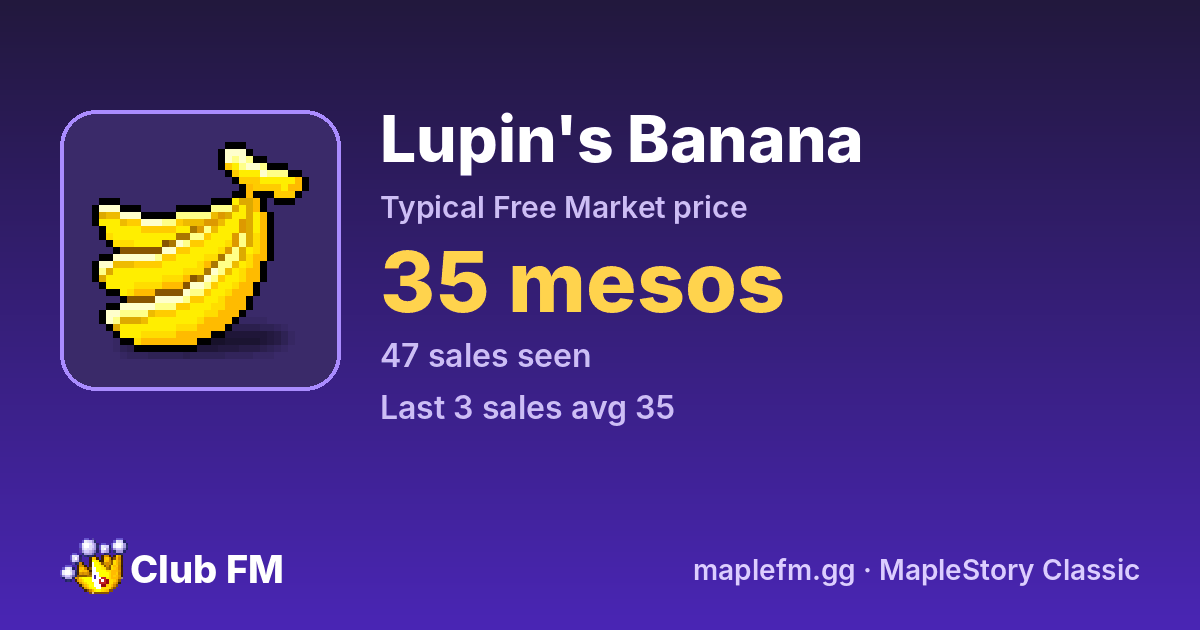 Lupin's Banana
Typical Free Market price
35 mesos
47 sales seen
Last 3 sales avg 35
Club FM
maplefm.gg · MapleStory Classic